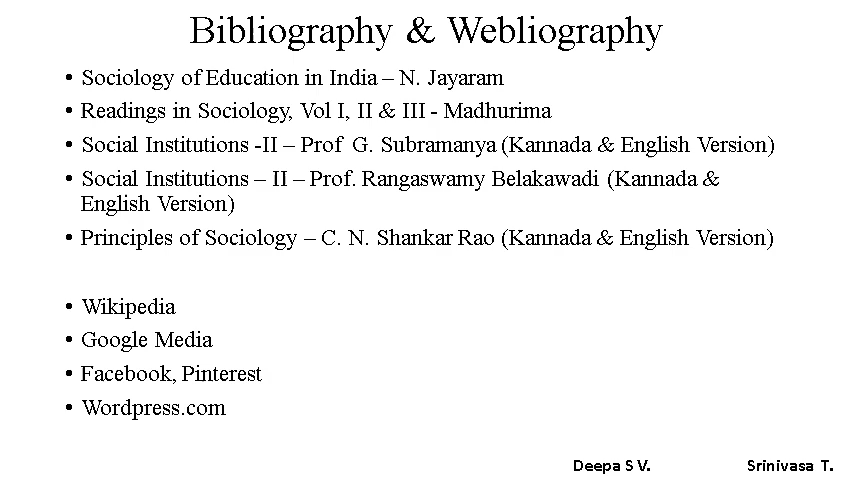 Bibliography & Webliography
• Sociology of Education in India – N. Jayaram
• Readings in Sociology, Vol I, II & III - Madhurima
• Social Institutions -II – Prof G. Subramanya (Kannada & English Version)
• Social Institutions – II – Prof. Rangaswamy Belakawadi (Kannada &
English Version)
• Principles of Sociology – C. N. Shankar Rao (Kannada & English Version)
• Wikipedia
• Google Media
• Facebook, Pinterest
• Wordpress.com
Deepa S V. Srinivasa T.